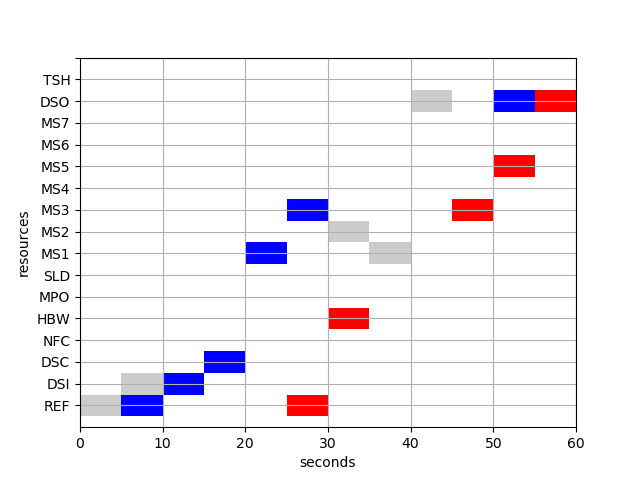 TSH
DSO
MS7
MS6
MS5
MS4
MS3
MS2
MS1
SLD
MPO
HBW
NFC
DSC
DSI
REF
resources
0 10 20 30 40 50 60
seconds